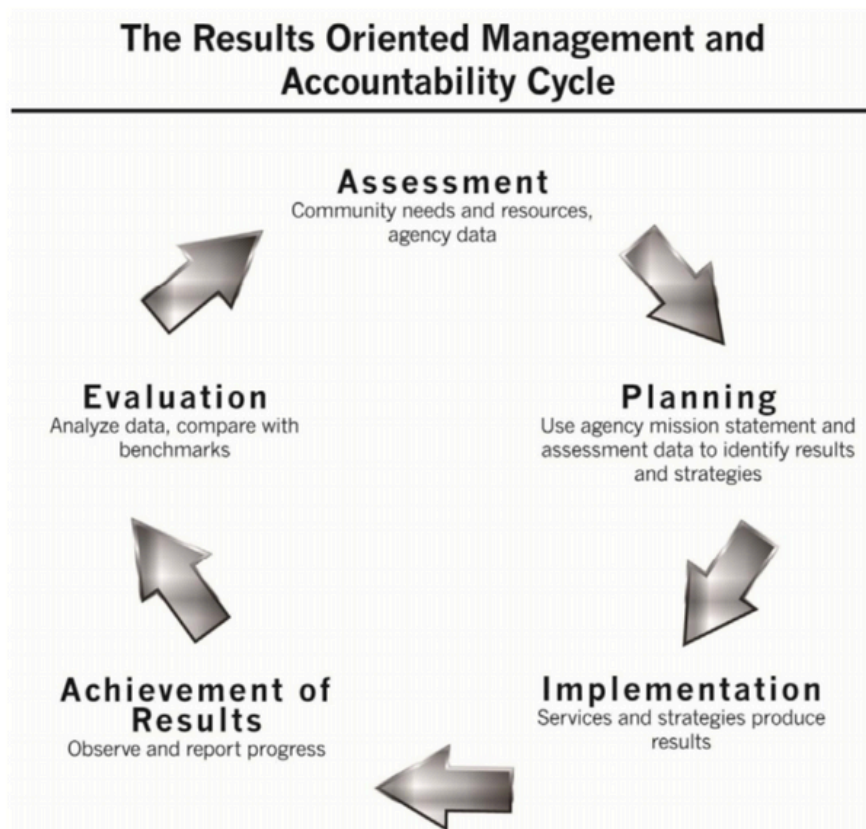 The Results Oriented Management and
Accountability Cycle
Assessment
Community needs and resources,
agency data
Planning
Use agency mission statement and
assessment data to identify results
and strategies
Implementation
Services and strategies produce
results
Achievement of
Results
Observe and report progress
Evaluation
Analyze data, compare with
benchmarks